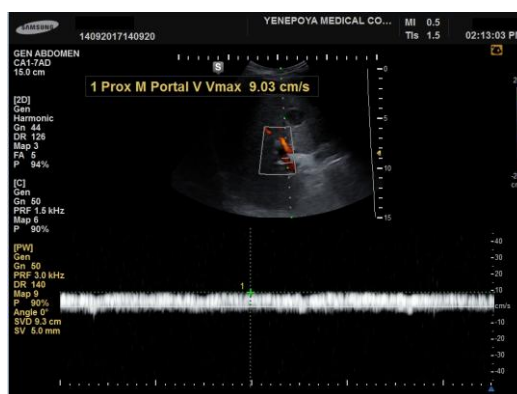 SAMSUNG
14092017140920
YENEPOYA MEDICAL CO...
MI 0.5
TIs 1.5
02:13:03 PM
GEN ABDOMEN
CA1-7AD
15.0 cm
S
0
1 Prox M Portal V Vmax 9.03 cm/s
[2D]
Gen
Harmonic
Gn 44
DR 126
Map 3
FA 5
P 94%
5
10
15
[C]
Gen
Gn 50
PRF 1.5 kHz
Map 6
P 90%
[PW]
Gen
Gn 50
PRF 3.0 kHz
DR 140
Map 9
P 90%
Angle 0°
SVD 9.3 cm
SV 5.0 mm
1
-40
-30
-20
-10
cm/s
-10
-20
-30
-40